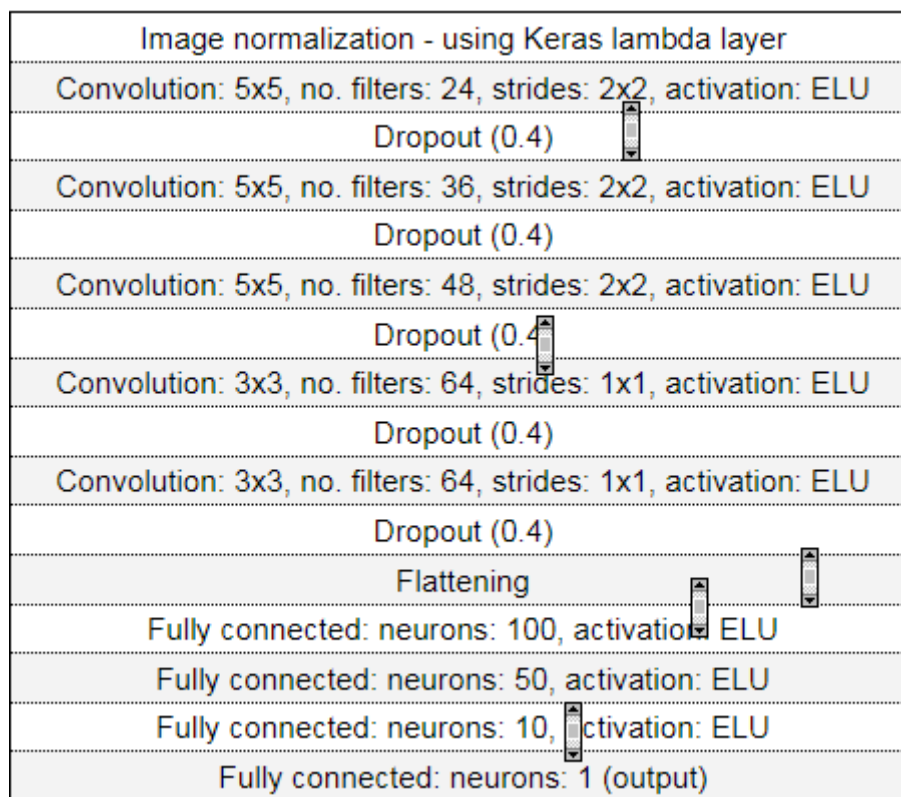 Image normalization - using Keras lambda layer
Convolution: 5x5, no. filters: 24, strides: 2x2, activation: ELU
Dropout (0.4)
Convolution: 5x5, no. filters: 36, strides: 2x2, activation: ELU
Dropout (0.4)
Convolution: 5x5, no. filters: 48, strides: 2x2, activation: ELU
Dropout (0.4
Convolution: 3x3, no. filters: 64, strides: 1x1, activation: ELU
Dropout (0.4)
Convolution: 3x3, no. filters: 64, strides: 1x1, activation: ELU
Dropout (0.4)
Flattening
Fully connected: neurons: 100, activation: ELU
Fully connected: neurons: 50, activation: ELU
Fully connected: neurons: 10, activation: ELU
Fully connected: neurons: 1 (output)